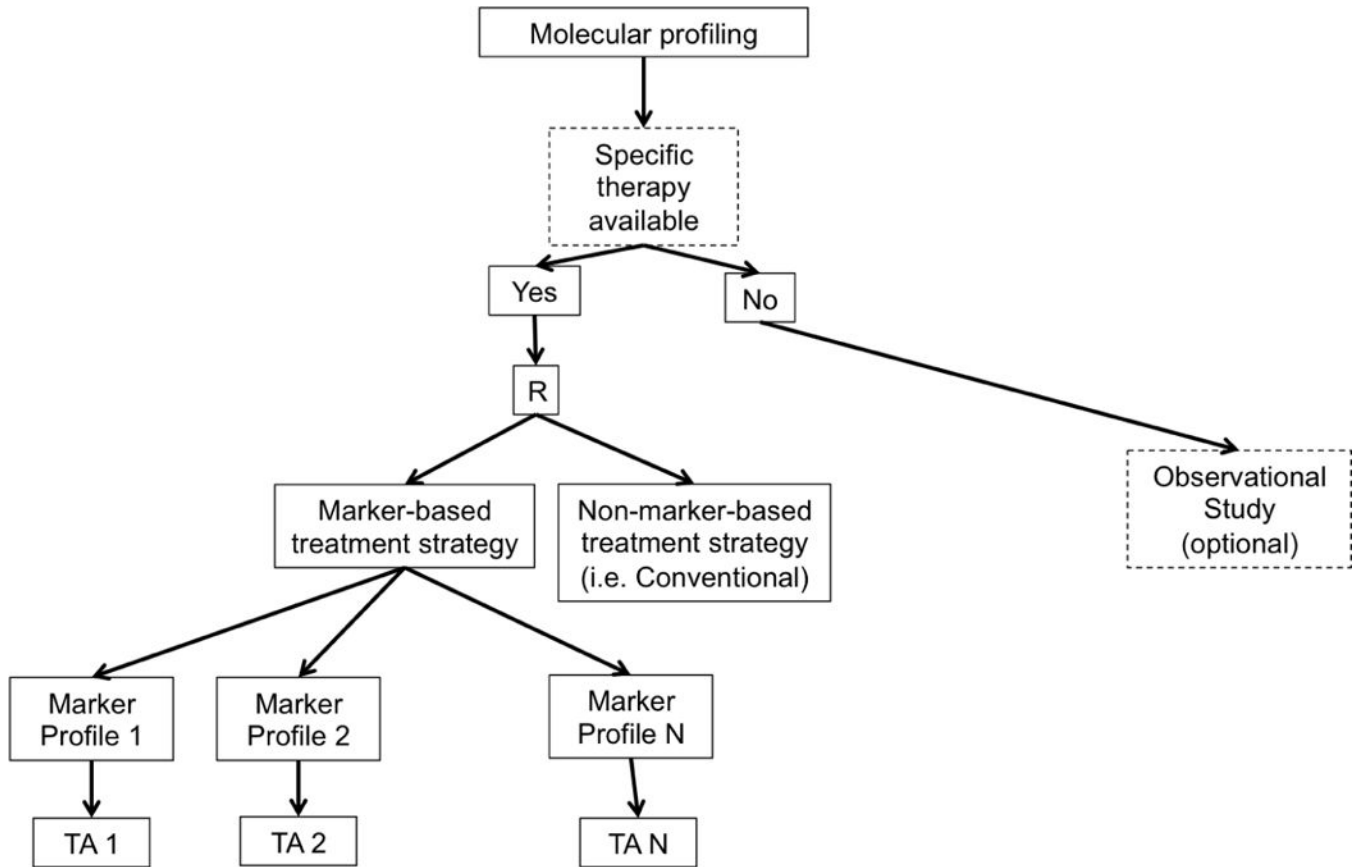 Molecular profiling
Specific
therapy
available
Yes
No
R
Marker-based
treatment strategy
Non-marker-based
treatment strategy
(i.e. Conventional)
Observational
Study
(optional)
Marker
Profile 1
Marker
Profile 2
Marker
Profile N
TA 1
TA 2
TA N